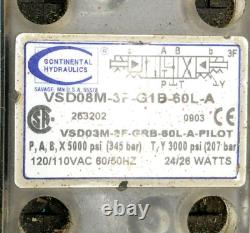 CONTINENTAL
HYDRAULICS
SAVAGE, MN U.S.A. 55378
a A B b 3F
P T Y
VSD08M-3F-G1B-60L-A
263202 0903 CE
VSD03M-3F-GRB-60L-A-PILOT
P, A, B, X 5000 psi (345 bar) T, Y 3000 psi (207 bar)
120/110VAC 60/50HZ 24/26 WATTS